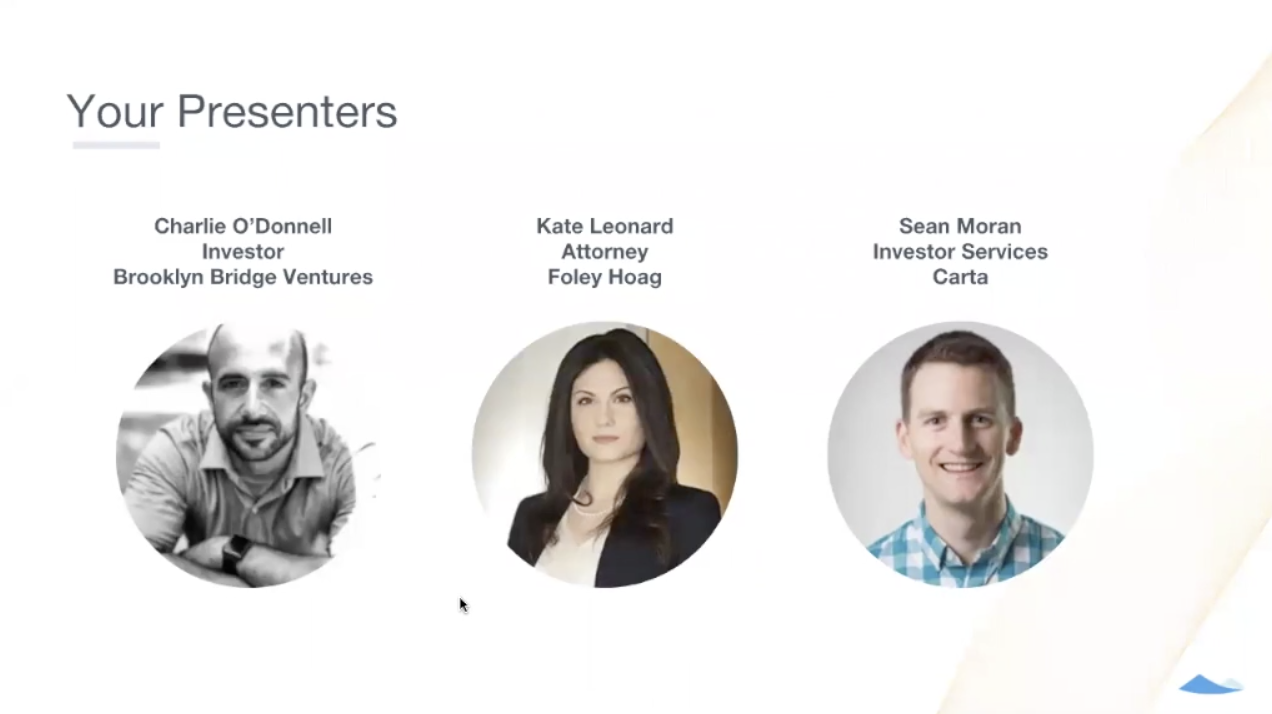 Your Presenters
Charlie O’Donnell
Investor
Brooklyn Bridge Ventures
Kate Leonard
Attorney
Foley Hoag
Sean Moran
Investor Services
Carta